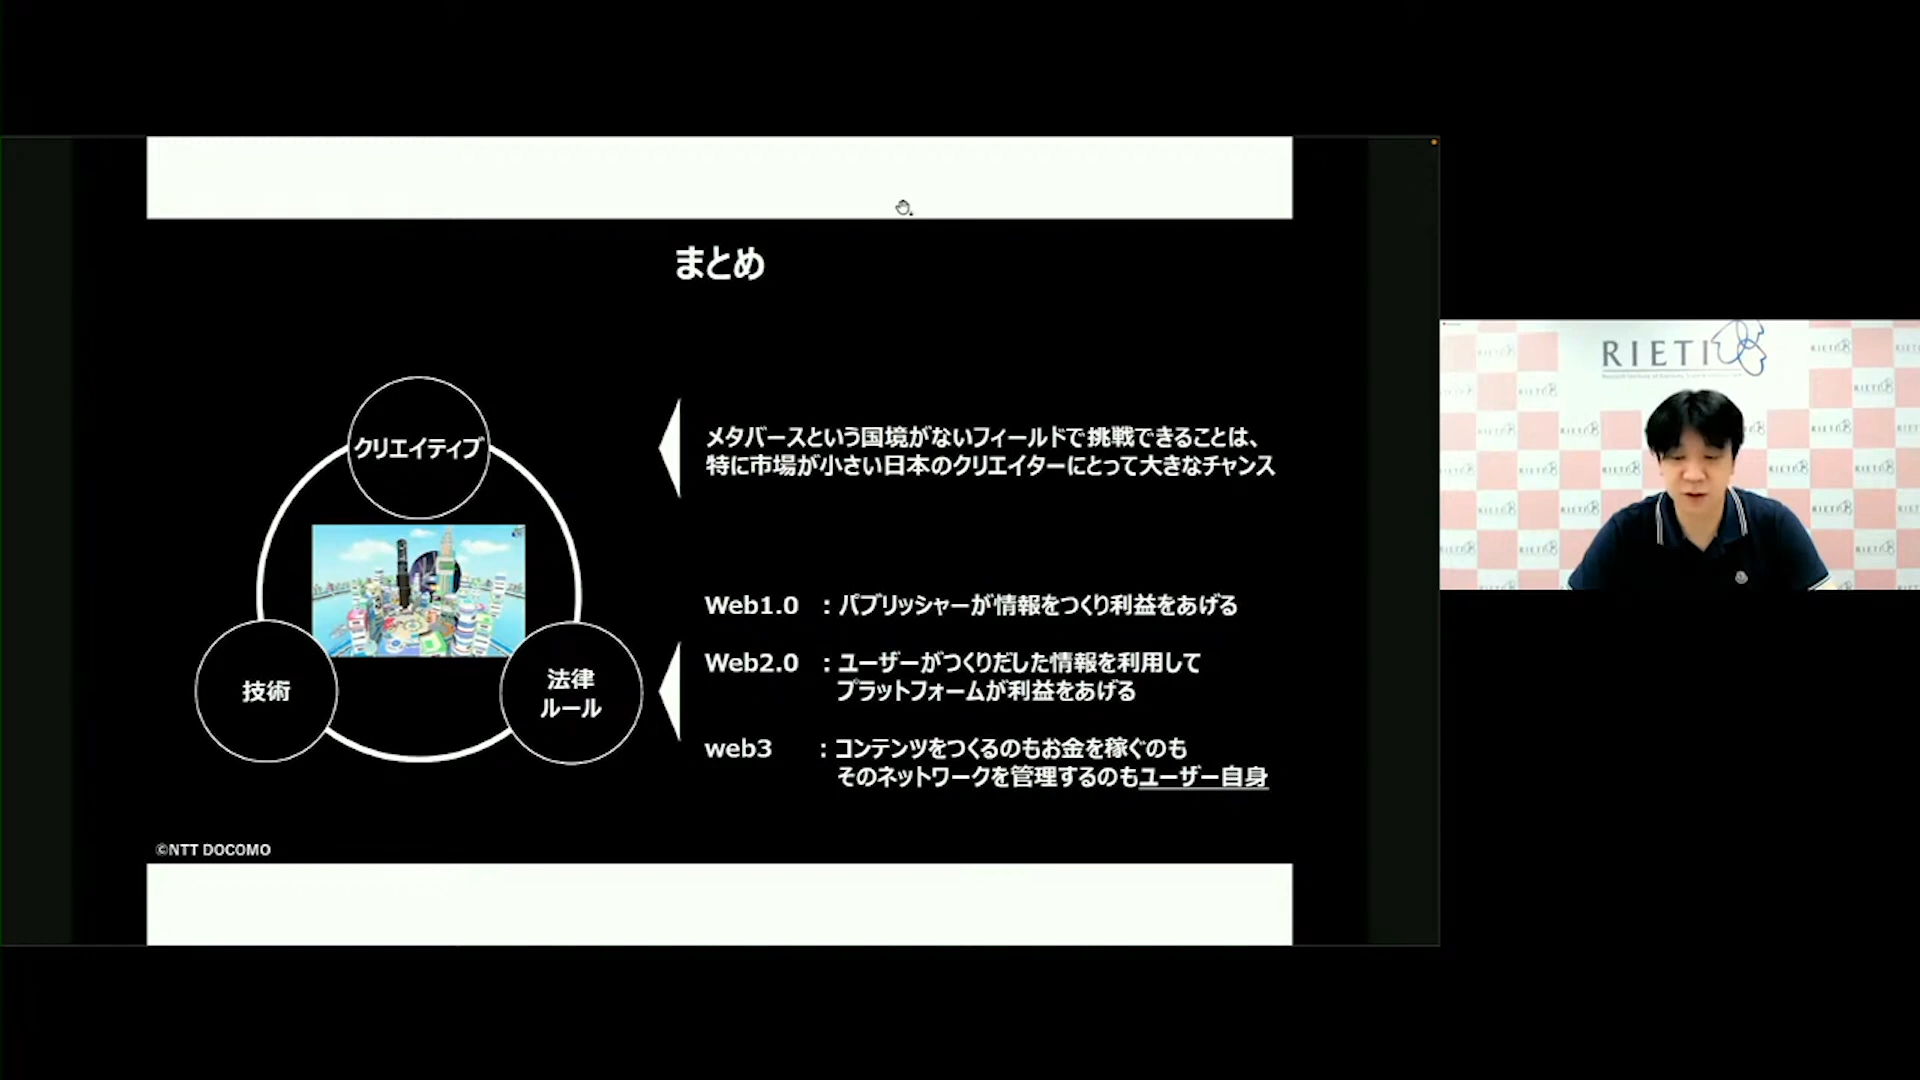 まとめ
クリエイティブ
技術
法律
ルール
メタバースという国境がないフィールドで挑戦できることは、
特に市場が小さい日本のクリエイターにとって大きなチャンス
Web1.0 : パブリッシャーが情報をつくり利益をあげる
Web2.0 : ユーザーがつくりだした情報を利用して
プラットフォームが利益をあげる
web3 : コンテンツをつくるのもお金を稼ぐのも
そのネットワークを管理するのもユーザー自身
©NTT DOCOMO
RIETI